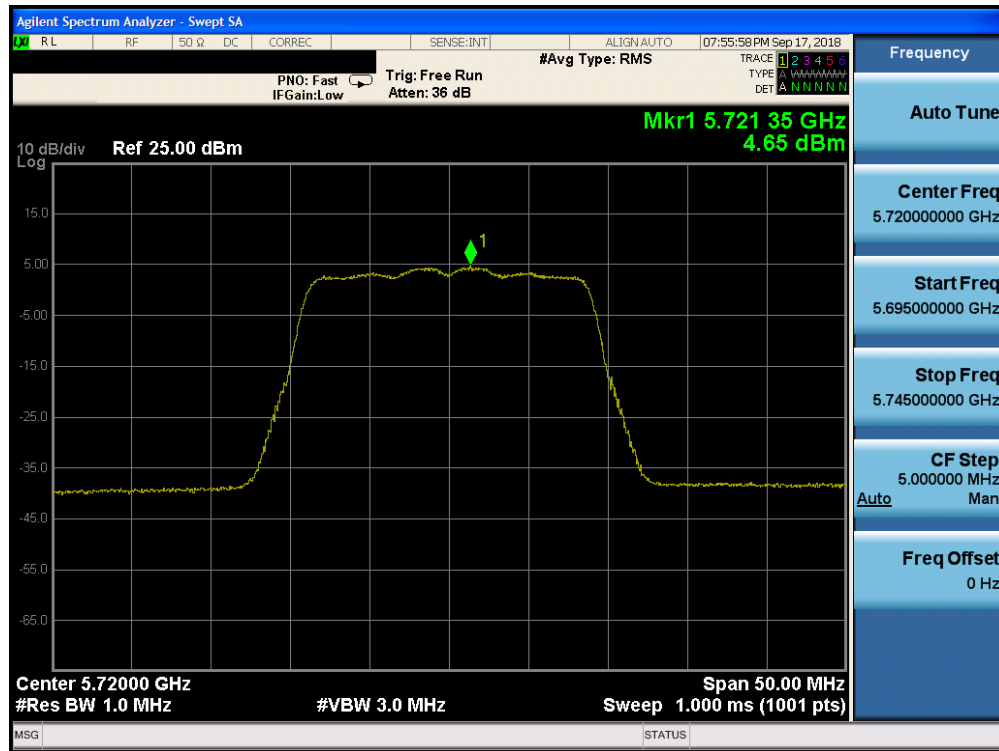 Agilent Spectrum Analyzer - Swept SA
LXI RL RF 50 Ω DC CORREC SENSE:INT ALIGN AUTO 07:55:58 PM Sep 17, 2018
Frequency
#Avg Type: RMS
TRACE 1 2 3 4 5 6
PNO: Fast Trig: Free Run
TYPE A WWWWW
IFGain:Low Atten: 36 dB
DET A N N N N N
Auto Tune
Mkr1 5.721 35 GHz
4.65 dBm
10 dB/div Ref 25.00 dBm
Log
Center Freq
5.720000000 GHz
15.0
1
5.00
Start Freq
5.695000000 GHz
-5.00
-15.0
Stop Freq
5.745000000 GHz
-25.0
-35.0
CF Step
5.000000 MHz
Auto Man
-45.0
Freq Offset
0 Hz
-55.0
-65.0
Center 5.72000 GHz Span 50.00 MHz
#Res BW 1.0 MHz #VBW 3.0 MHz Sweep 1.000 ms (1001 pts)
MSG STATUS